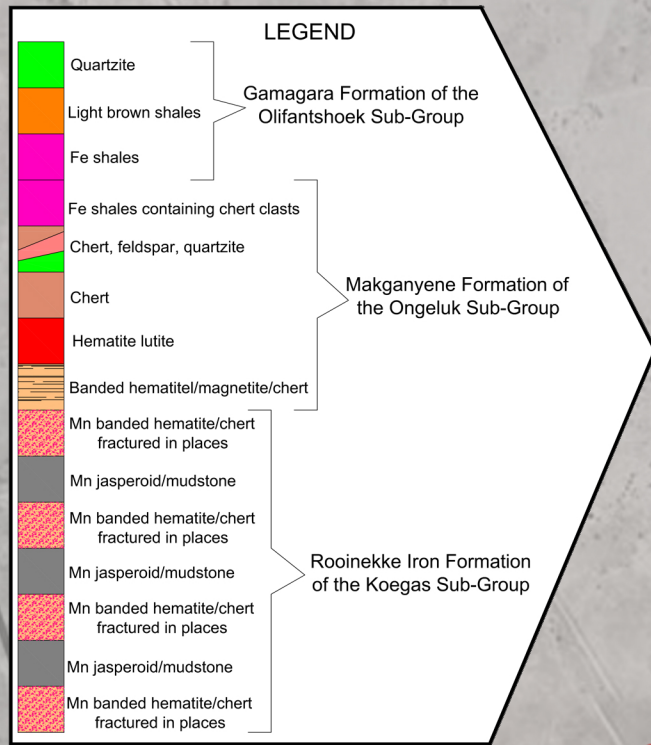 LEGEND
Quartzite
Light brown shales
Fe shales
Gamagara Formation of the
Olifantshoek Sub-Group
Fe shales containing chert clasts
Chert, feldspar, quartzite
Chert
Hematite lutite
Banded hematitel/magnetite/chert
Makganyene Formation of
the Ongeluk Sub-Group
Mn banded hematite/chert
fractured in places
Mn jasperoid/mudstone
Mn banded hematite/chert
fractured in places
Mn jasperoid/mudstone
Mn banded hematite/chert
fractured in places
Mn jasperoid/mudstone
Mn banded hematite/chert
fractured in places
Rooinekke Iron Formation
of the Koegas Sub-Group